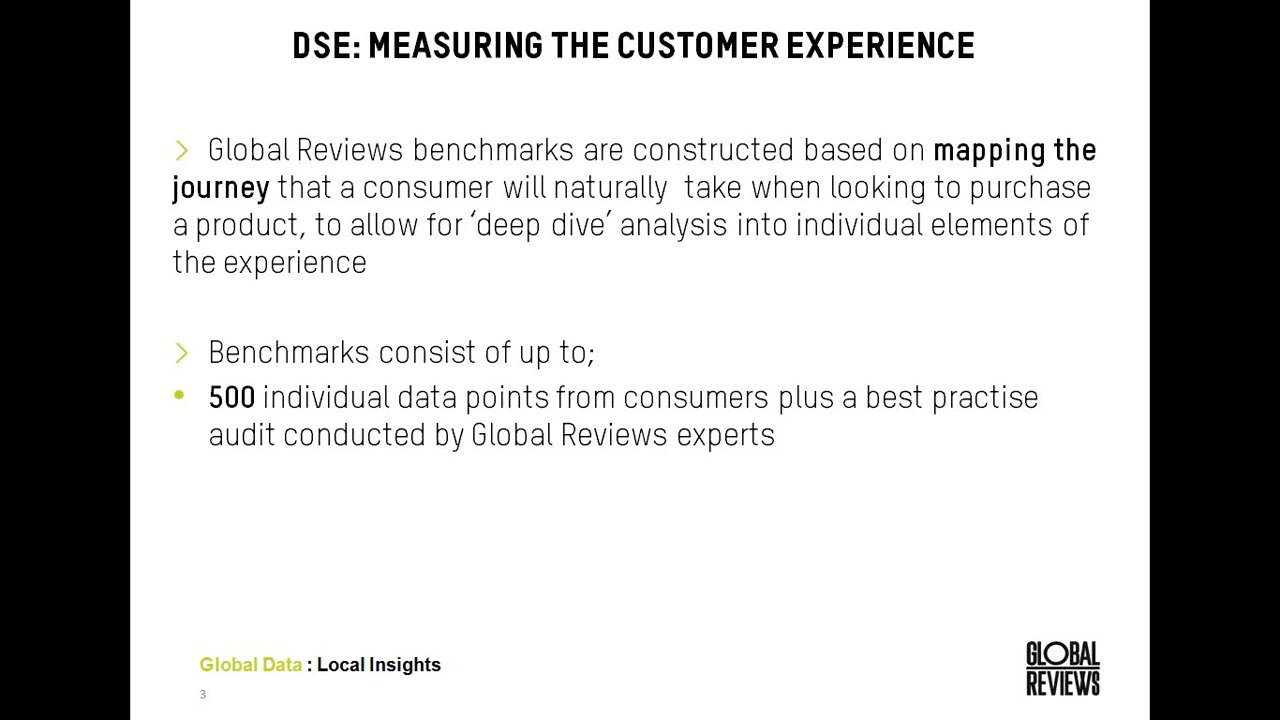 DSE: MEASURING THE CUSTOMER EXPERIENCE
> Global Reviews benchmarks are constructed based on mapping the
journey that a consumer will naturally take when looking to purchase
a product, to allow for ‘deep dive’ analysis into individual elements of
the experience
> Benchmarks consist of up to;
• 500 individual data points from consumers plus a best practise
audit conducted by Global Reviews experts
Global Data : Local Insights
3
GLOBAL
REVIEWS